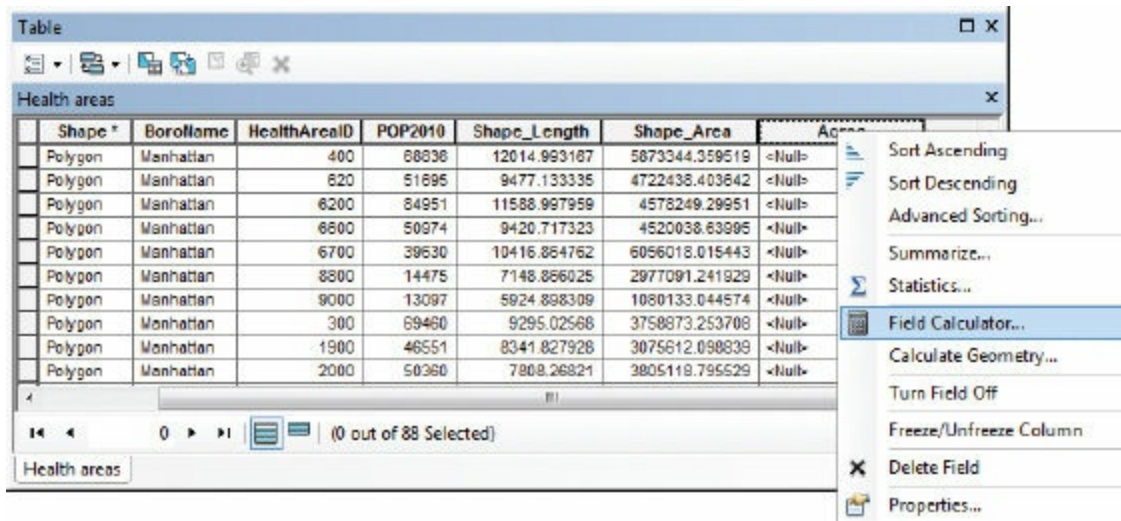 Table
Health areas
Shape * BoroName HealthAreaID POP2010 Shape_Length Shape_Area Acres
Polygon Manhattan 400 68636 12014.993167 5873344.359519 <Null>
Polygon Manhattan 620 51695 9477.133335 4722438.403642 <Null>
Polygon Manhattan 6200 84951 11588.997959 4578249.29951 <Null>
Polygon Manhattan 6600 50974 9420.717323 4520038.63995 <Null>
Polygon Manhattan 6700 39630 10416.864762 6056018.015443 <Null>
Polygon Manhattan 8800 14475 7148.866025 2977091.241929 <Null>
Polygon Manhattan 9000 13097 5924.898309 1080133.044574 <Null>
Polygon Manhattan 300 69460 9295.02568 3758873.253708 <Null>
Polygon Manhattan 1900 46551 8341.827928 3075612.098839 <Null>
Polygon Manhattan 2000 50360 7808.26821 3805118.795529 <Null>
0 (0 out of 88 Selected)
Health areas
Sort Ascending
Sort Descending
Advanced Sorting...
Summarize...
Statistics...
Field Calculator...
Calculate Geometry...
Turn Field Off
Freeze/Unfreeze Column
Delete Field
Properties...